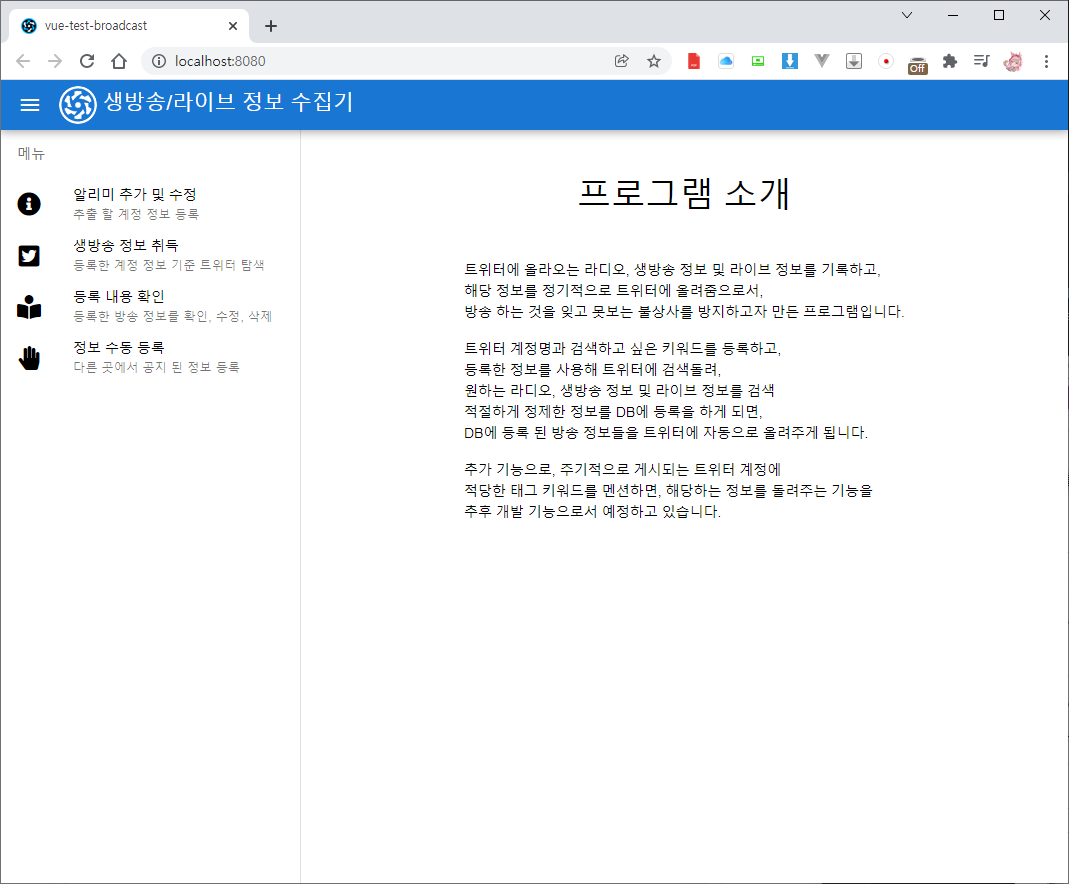 vue-test-broadcast
localhost:8080
Off
생방송/라이브 정보 수집기
메뉴
알리미 추가 및 수정
추출 할 계정 정보 등록
생방송 정보 취득
등록한 계정 정보 기준 트위터 탐색
등록 내용 확인
등록한 방송 정보를 확인, 수정, 삭제
정보 수동 등록
다른 곳에서 공지 된 정보 등록
프로그램 소개
트위터에 올라오는 라디오, 생방송 정보 및 라이브 정보를 기록하고,
해당 정보를 정기적으로 트위터에 올려줌으로서,
방송 하는 것을 잊고 못보는 불상사를 방지하고자 만든 프로그램입니다.
트위터 계정명과 검색하고 싶은 키워드를 등록하고,
등록한 정보를 사용해 트위터에 검색돌려,
원하는 라디오, 생방송 정보 및 라이브 정보를 검색
적절하게 정제한 정보를 DB에 등록을 하게 되면,
DB에 등록 된 방송 정보들을 트위터에 자동으로 올려주게 됩니다.
추가 기능으로, 주기적으로 게시되는 트위터 계정에
적당한 태그 키워드를 멘션하면, 해당하는 정보를 돌려주는 기능을
추후 개발 기능으로서 예정하고 있습니다.